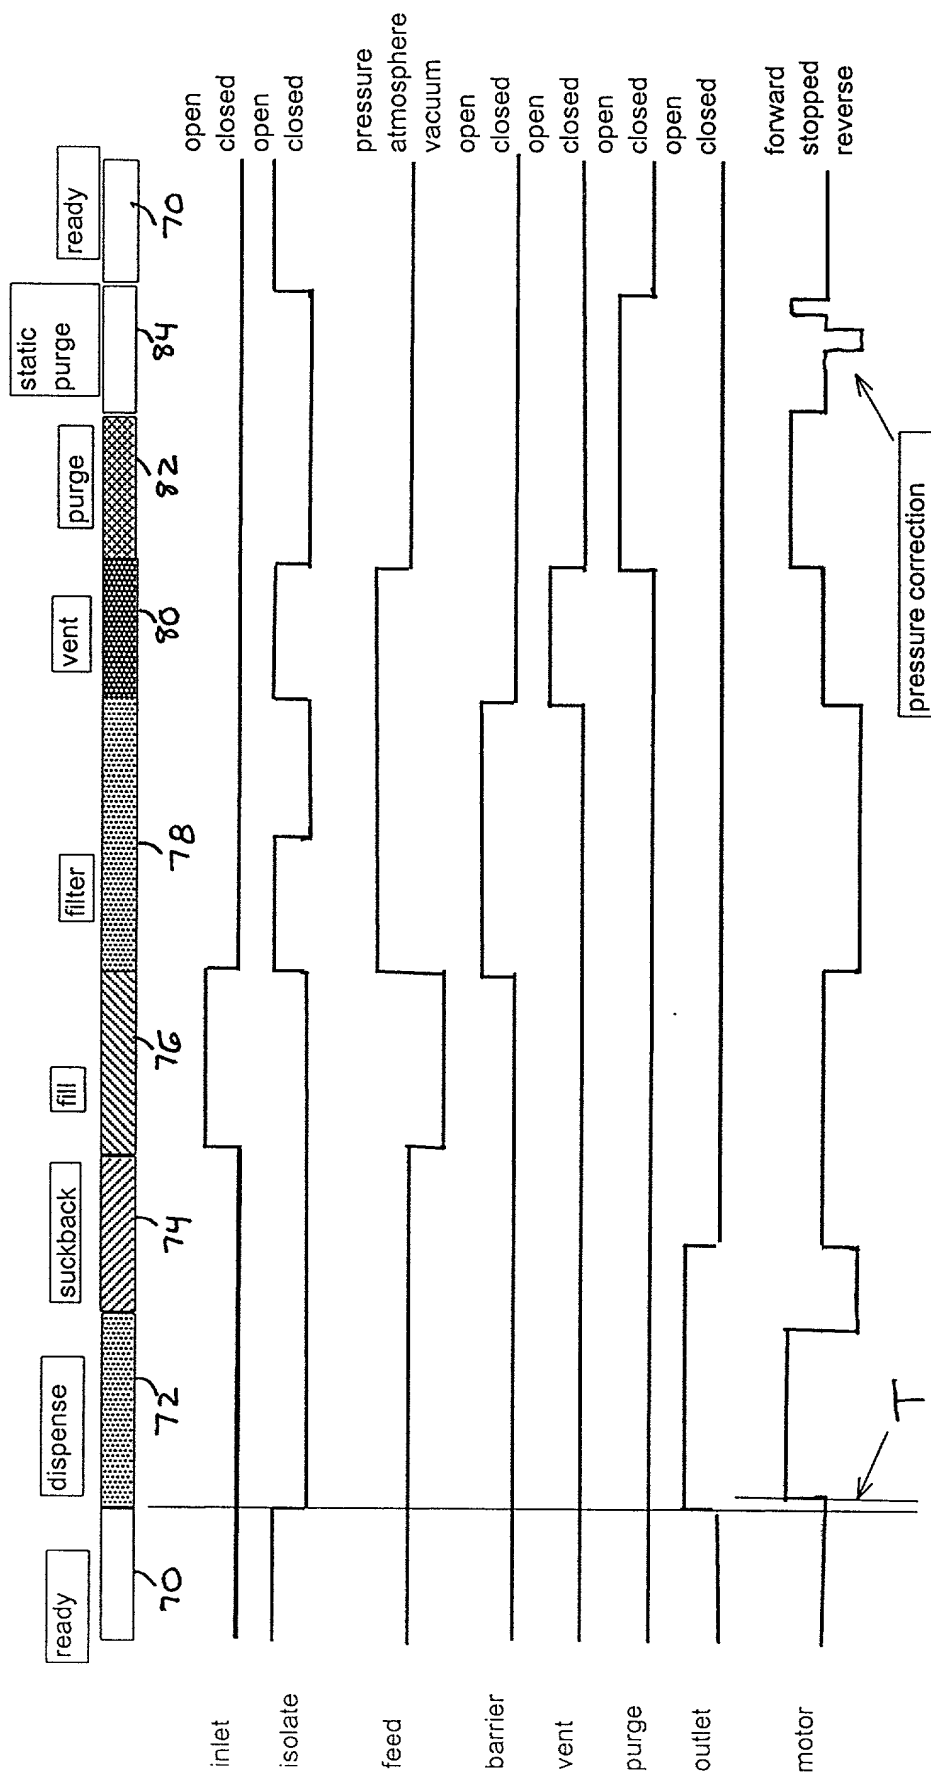 ready
dispense
suckback
fill
filter
vent
purge
static
purge
ready
70
72
74
76
78
80
82
84
70
inlet
open
closed
isolate
open
closed
feed
pressure
atmosphere
vacuum
barrier
open
closed
vent
open
closed
purge
open
closed
outlet
open
closed
motor
forward
stopped
reverse
T
pressure correction